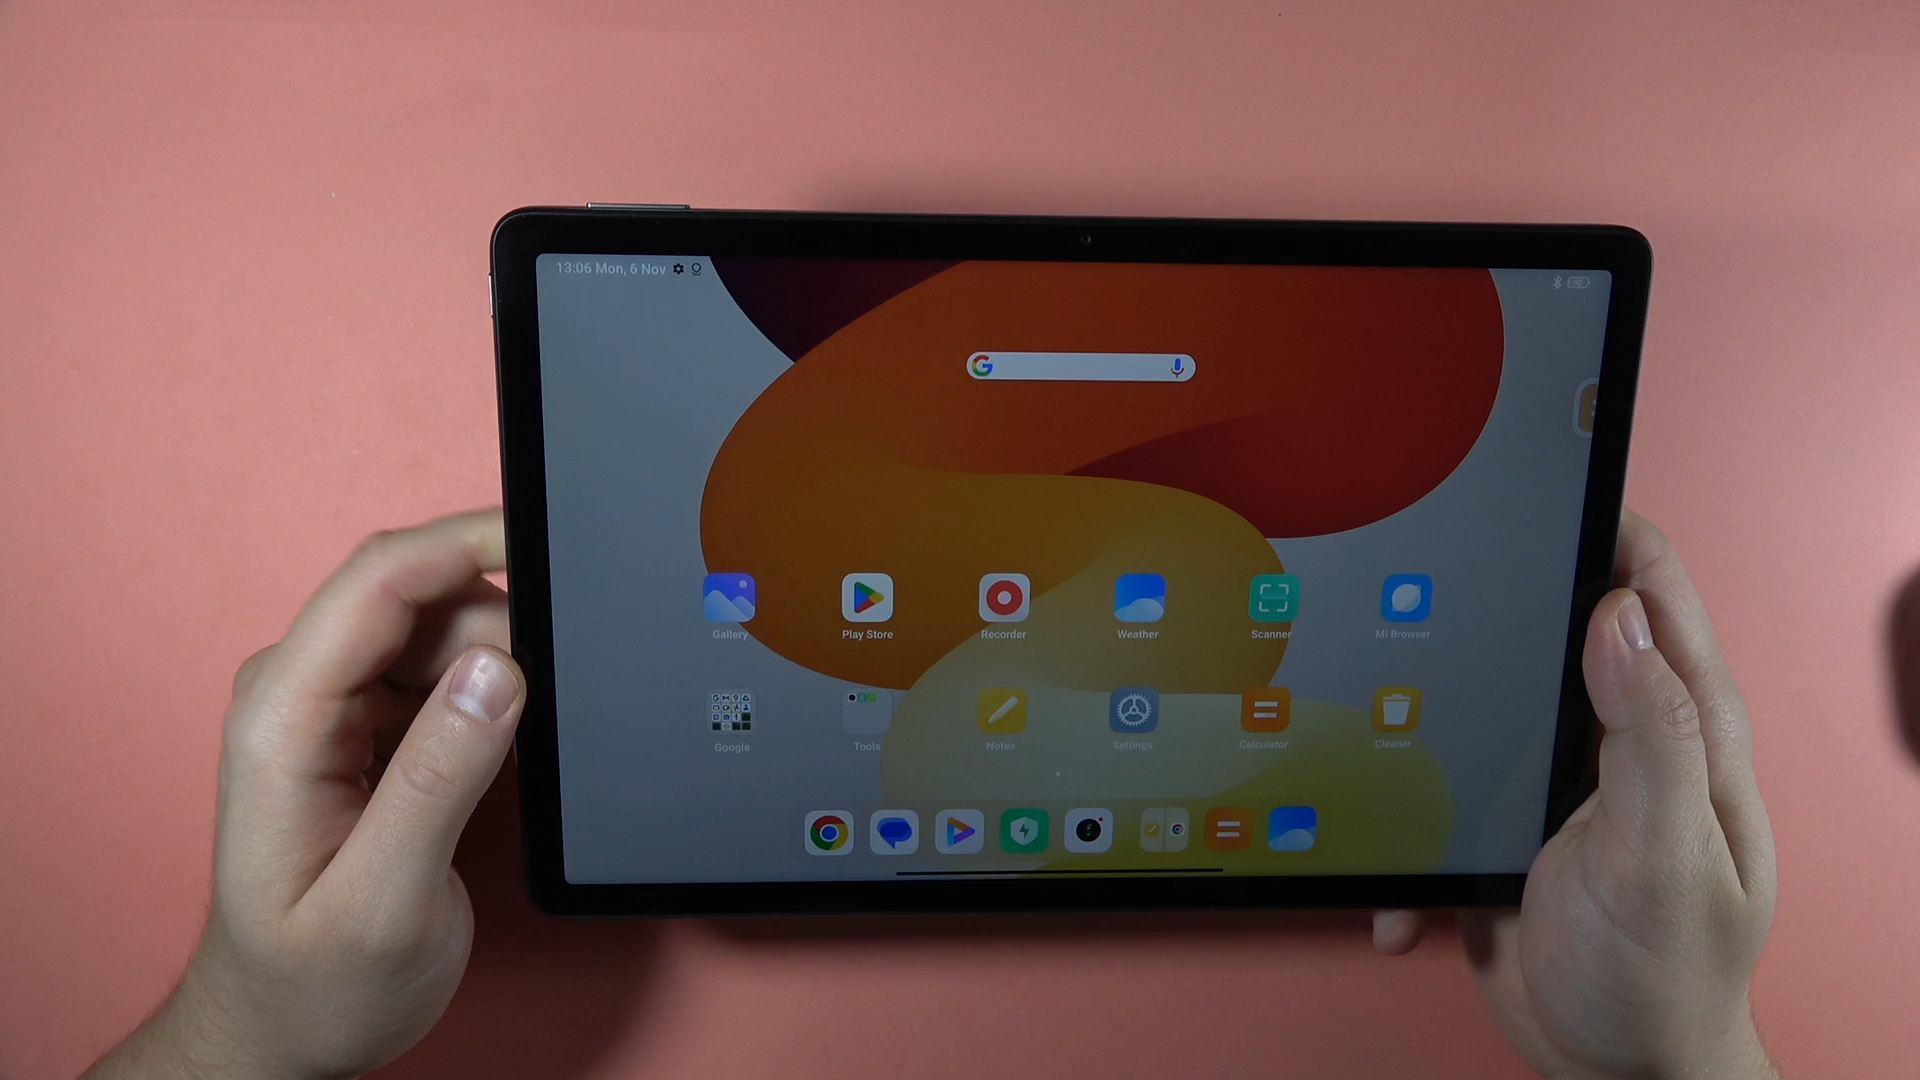 13:06 Mon, 6 Nov
Gallery
Play Store
Recorder
Weather
Scanner
Mi Browser
Google
Tools
Notes
Settings
Calculator
Cleaner